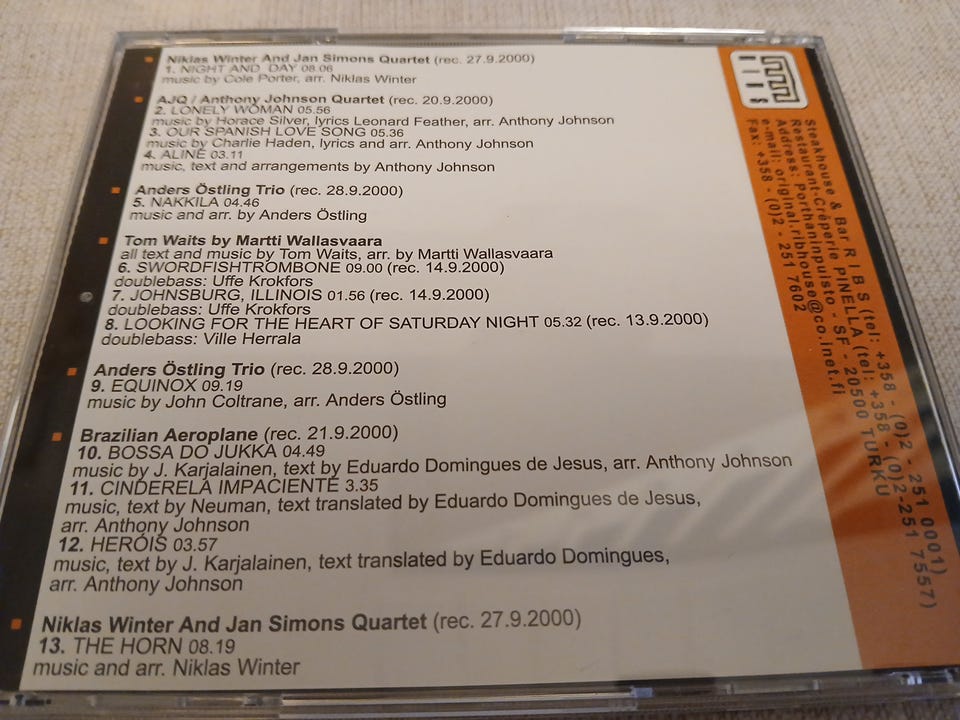 Niklas Winter And Jan Simons Quartet (rec. 27.9.2000)
1. NIGHT AND DAY 08.06
music by Cole Porter, arr. Niklas Winter
AJQ / Anthony Johnson Quartet (rec. 20.9.2000)
2. LONELY WOMAN 05.56
music by Horace Silver, lyrics Leonard Feather, arr. Anthony Johnson
3. OUR SPANISH LOVE SONG 05.36
music by Charlie Haden, lyrics and arr. Anthony Johnson
4. ALINE 03.11
music, text and arrangements by Anthony Johnson
Anders Östling Trio (rec. 28.9.2000)
5. NAKKILA 04.46
music and arr. by Anders Östling
Tom Waits by Martti Wallasvaara
all text and music by Tom Waits, arr. by Martti Wallasvaara
6. SWORDFISHTROMBONE 09.00 (rec. 14.9.2000)
doublebass: Uffe Krokfors
7. JOHNSBURG, ILLINOIS 01.56 (rec. 14.9.2000)
doublebass: Uffe Krokfors
8. LOOKING FOR THE HEART OF SATURDAY NIGHT 05.32 (rec. 13.9.2000)
doublebass: Ville Herrala
Anders Östling Trio (rec. 28.9.2000)
9. EQUINOX 09.19
music by John Coltrane, arr. Anders Östling
Brazilian Aeroplane (rec. 21.9.2000)
10. BOSSA DO JUKKA 04.49
music by J. Karjalainen, text by Eduardo Domingues de Jesus, arr. Anthony Johnson
11. CINDERELA IMPACIENTE 3.35
music, text by Neuman, text translated by Eduardo Domingues de Jesus,
arr. Anthony Johnson
12. HERÓIS 03.57
music, text by J. Karjalainen, text translated by Eduardo Domingues,
arr. Anthony Johnson
Niklas Winter And Jan Simons Quartet (rec. 27.9.2000)
13. THE HORN 08.19
music and arr. Niklas Winter
RIBS
Steakhouse & Bar R I B S (tel: +358 - (0)2 - 251 0001)
Restaurant-Crêperie PINELLA (tel: +358 - (0)2-251 7557)
Address: Porthaninpuisto - SF - 20500 TURKU
e-mail: original.ribhouse@co.inet.fi
Fax: +358 - (0)2 - 251 7602